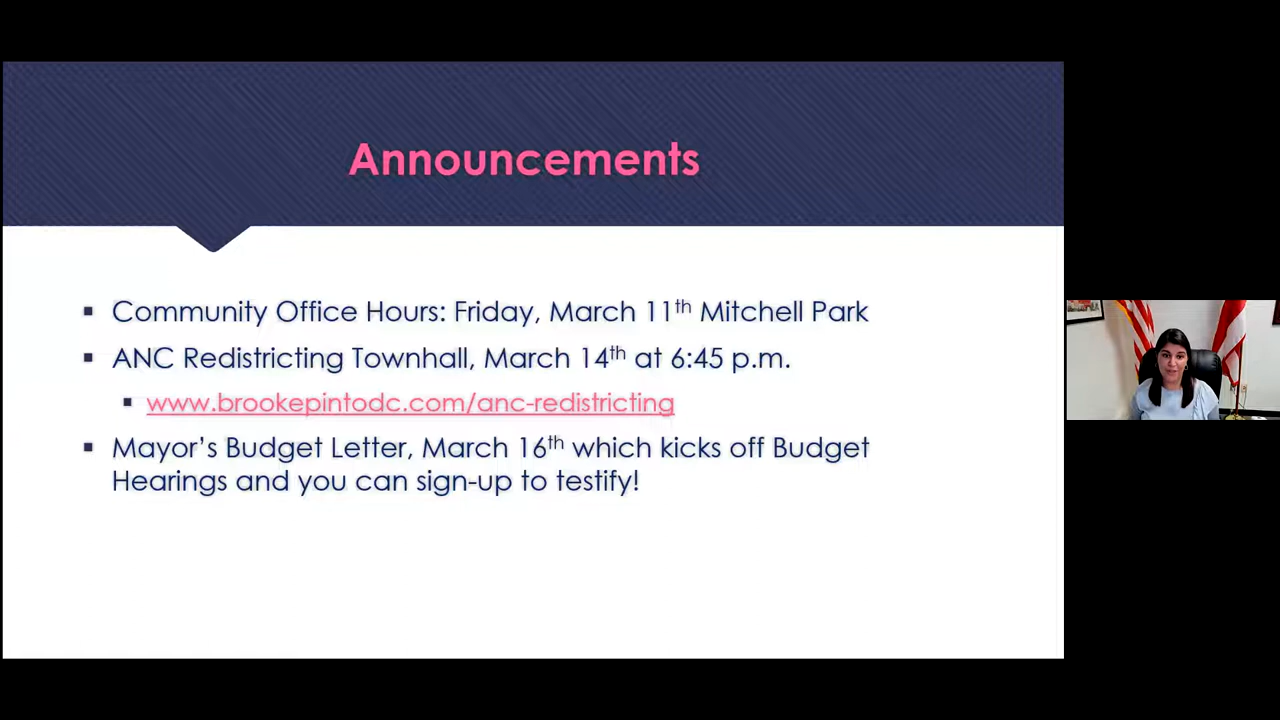 Announcements
Community Office Hours: Friday, March 11th Mitchell Park
ANC Redistricting Townhall, March 14th at 6:45 p.m.
www.brookepintodc.com/anc-redistricting
Mayor’s Budget Letter, March 16th which kicks off Budget
Hearings and you can sign-up to testify!